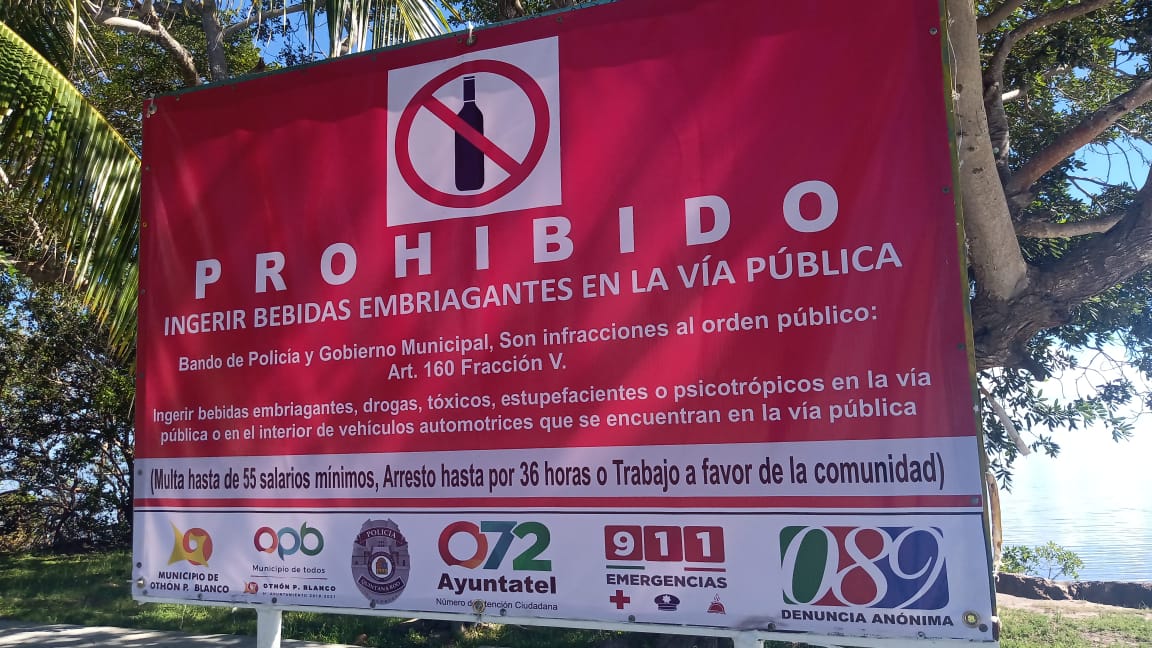 PROHIBIDO
INGERIR BEBIDAS EMBRIAGANTES EN LA VÍA PÚBLICA
Bando de Policía y Gobierno Municipal, Son infracciones al orden público:
Art. 160 Fracción V.
Ingerir bebidas embriagantes, drogas, tóxicos, estupefacientes o psicotrópicos en la vía
pública o en el interior de vehículos automotrices que se encuentran en la vía pública
(Multa hasta de 55 salarios mínimos, Arresto hasta por 36 horas o Trabajo a favor de la comunidad)
MUNICIPIO DE
OTHÓN P. BLANCO
opb
Municipio de todos
OTHÓN P. BLANCO
POLICÍA
QUINTANA ROO
072
Ayuntatel
Número de Atención Ciudadana
911
EMERGENCIAS
089
DENUNCIA ANÓNIMA